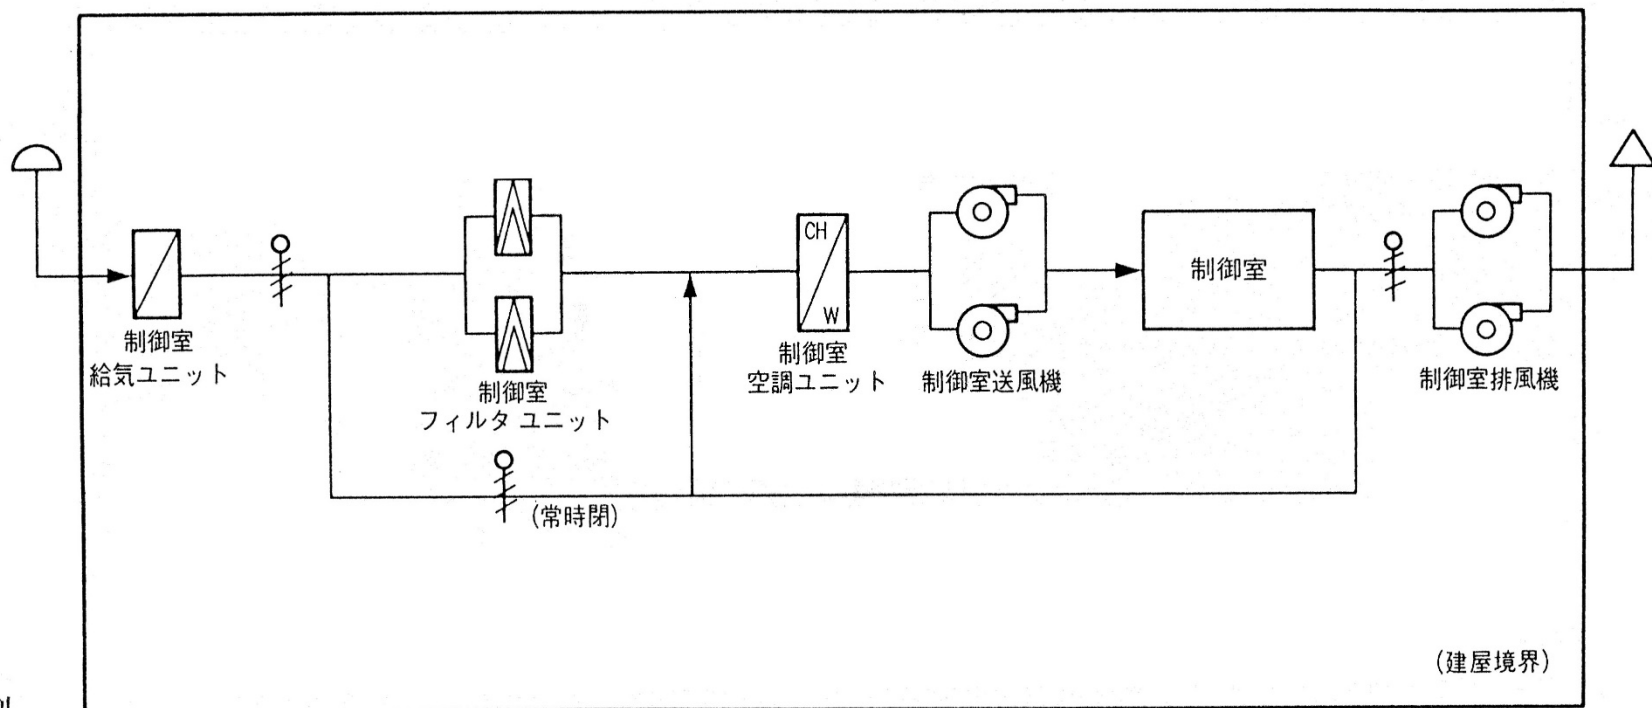 制御室
給気ユニット
制御室
フィルタ ユニット
(常時閉)
CH
W
制御室
空調ユニット
制御室送風機
制御室
制御室排風機
(建屋境界)